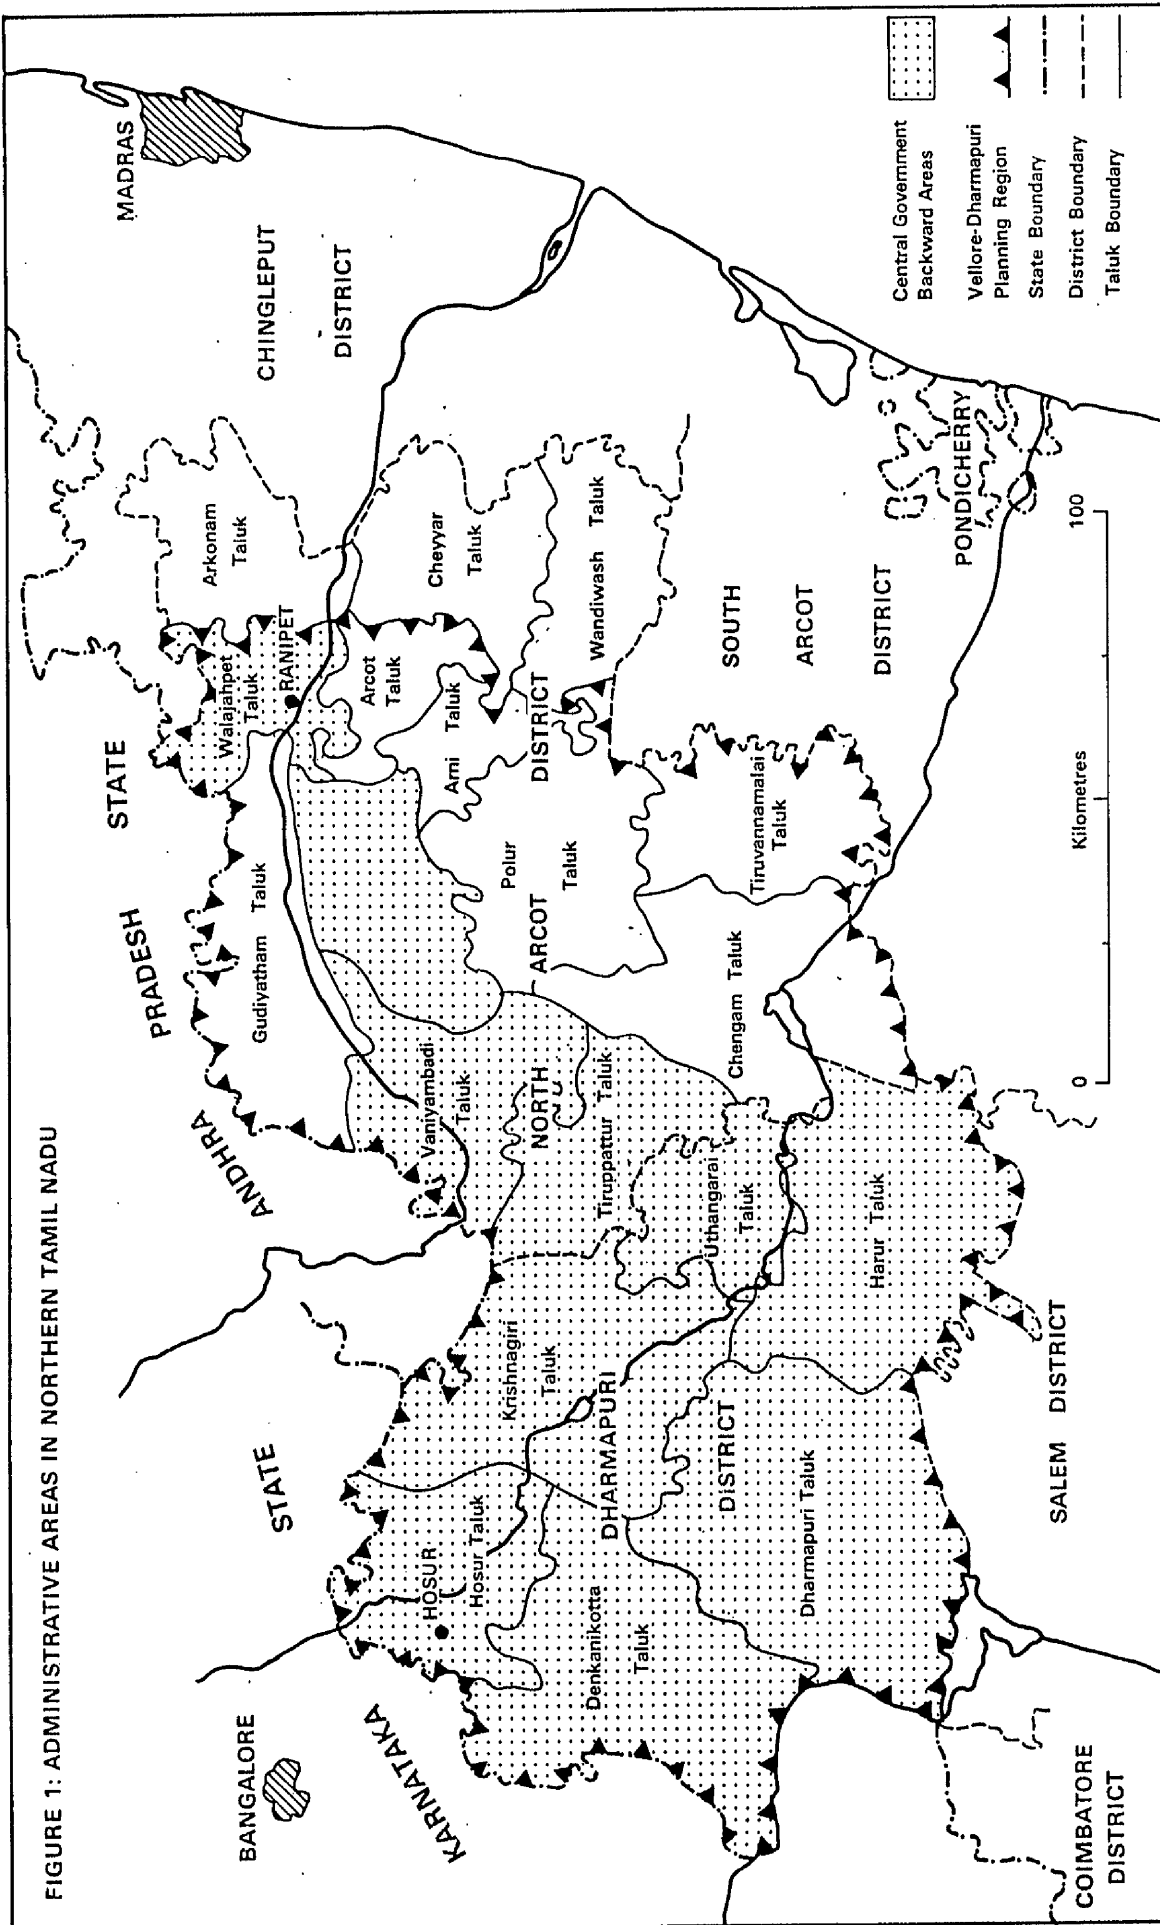 FIGURE 1: ADMINISTRATIVE AREAS IN NORTHERN TAMIL NADU
BANGALORE
KARNATAKA
STATE
ANDHRA
PRADESH
STATE
MADRAS
CHINGLEPUT
DISTRICT
Arkonam
Taluk
Walajahpet
Taluk
RANIPET
Gudiyatham Taluk
Arcot
Taluk
Cheyyar
Taluk
Arni Taluk
Wandiwash Taluk
Vaniyambadi
Taluk
Polur
Taluk
NORTH
ARCOT
DISTRICT
Tiruppattur Taluk
Tiruvannamalai
Taluk
Chengam Taluk
SOUTH
ARCOT
DISTRICT
PONDICHERRY
HOSUR
Hosur Taluk
Krishnagiri
Taluk
Denkanikotta
Taluk
DHARMAPURI
DISTRICT
Uthangarai
Taluk
Dharmapuri Taluk
Harur Taluk
COIMBATORE
DISTRICT
SALEM DISTRICT
0
Kilometres
100
Central Government
Backward Areas
Vellore-Dharmapuri
Planning Region
State Boundary
District Boundary
Taluk Boundary